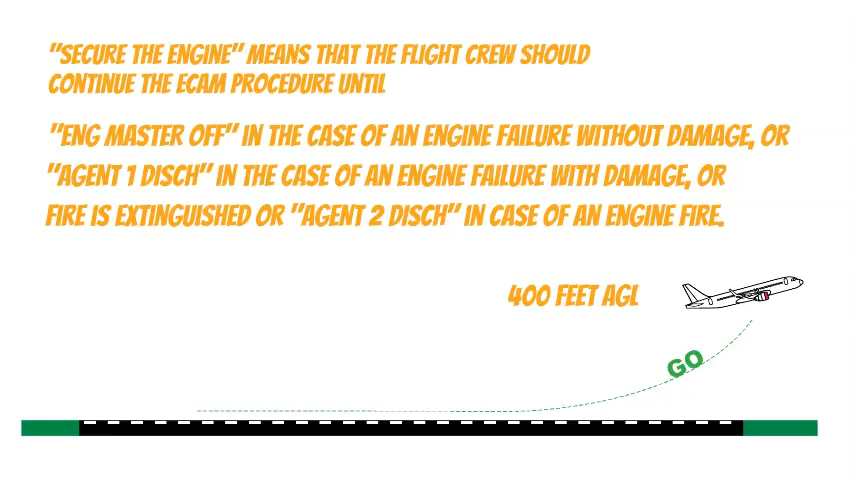 "SECURE THE ENGINE" MEANS THAT THE FLIGHT CREW SHOULD
CONTINUE THE ECAM PROCEDURE UNTIL
"ENG MASTER OFF" IN THE CASE OF AN ENGINE FAILURE WITHOUT DAMAGE, OR
"AGENT 1 DISCH" IN THE CASE OF AN ENGINE FAILURE WITH DAMAGE, OR
FIRE IS EXTINGUISHED OR "AGENT 2 DISCH" IN CASE OF AN ENGINE FIRE.
400 FEET AGL
GO